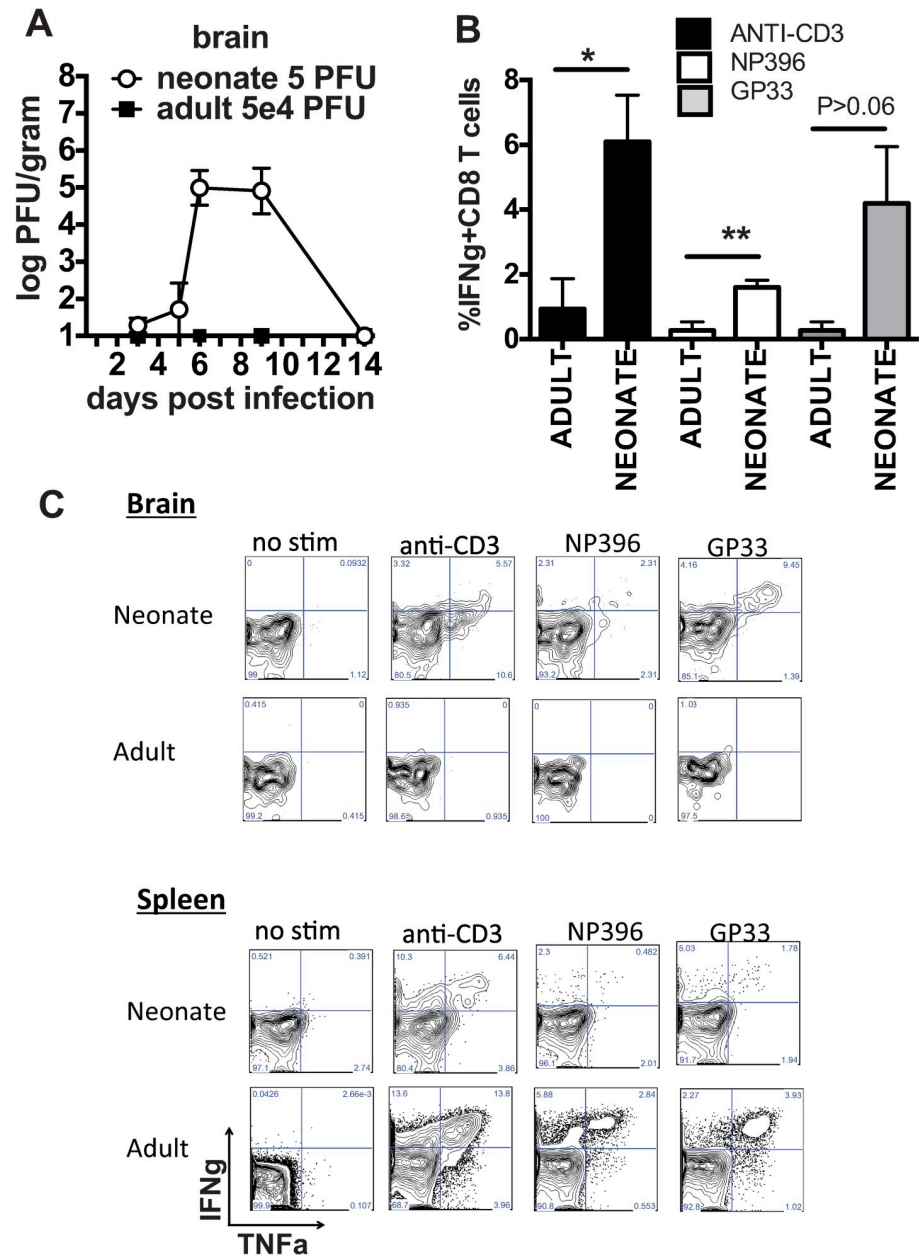 A
brain
neonate 5 PFU
adult 5e4 PFU
log PFU/gram
8
7
6
5
4
3
2
1
2 4 6 8 10 12 14
days post infection
B
ANTI-CD3
NP396
GP33
* ** P>0.06
%IFNg+CD8 T cells
8
6
4
2
0
ADULT
NEONATE
ADULT
NEONATE
ADULT
NEONATE
C
Brain
no stim anti-CD3 NP396 GP33
Neonate
0 0.0932 3.32 5.57 2.31 2.31 4.16 9.45
99 1.12 80.5 10.6 93.2 2.31 85.1 1.39
Adult
0.415 0 0.935 0 0 0 1.03
99.2 0.415 98.6 0.935 100 0 97.5
Spleen
no stim anti-CD3 NP396 GP33
Neonate
0.521 0.391 10.3 6.44 2.3 0.482 5.03 1.78
97.1 2.74 80.4 3.86 96.1 2.01 91.7 1.94
Adult
0.0426 2.66e-3 13.6 13.8 5.88 2.84 2.27 3.93
99.9 0.107 68.7 3.96 90.8 0.553 92.8 1.02
IFNg
TNFa